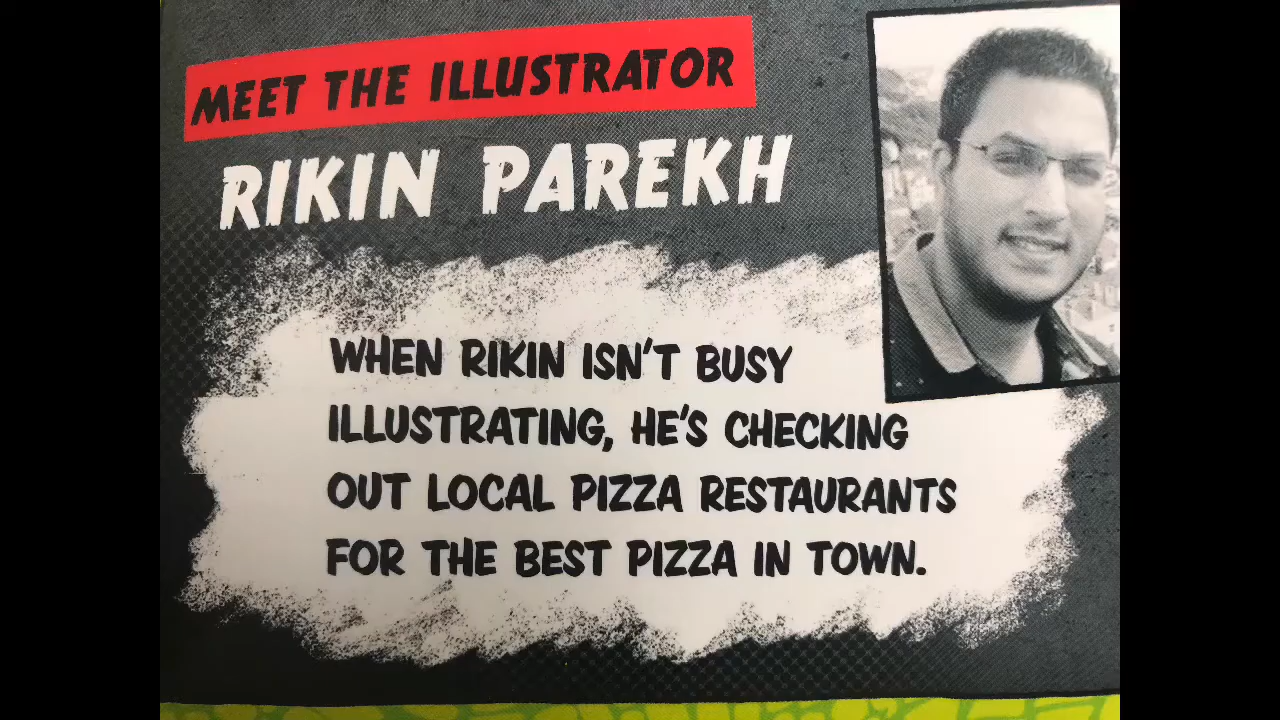 MEET THE ILLUSTRATOR
RIKIN PAREKH
WHEN RIKIN ISN'T BUSY
ILLUSTRATING, HE'S CHECKING
OUT LOCAL PIZZA RESTAURANTS
FOR THE BEST PIZZA IN TOWN.